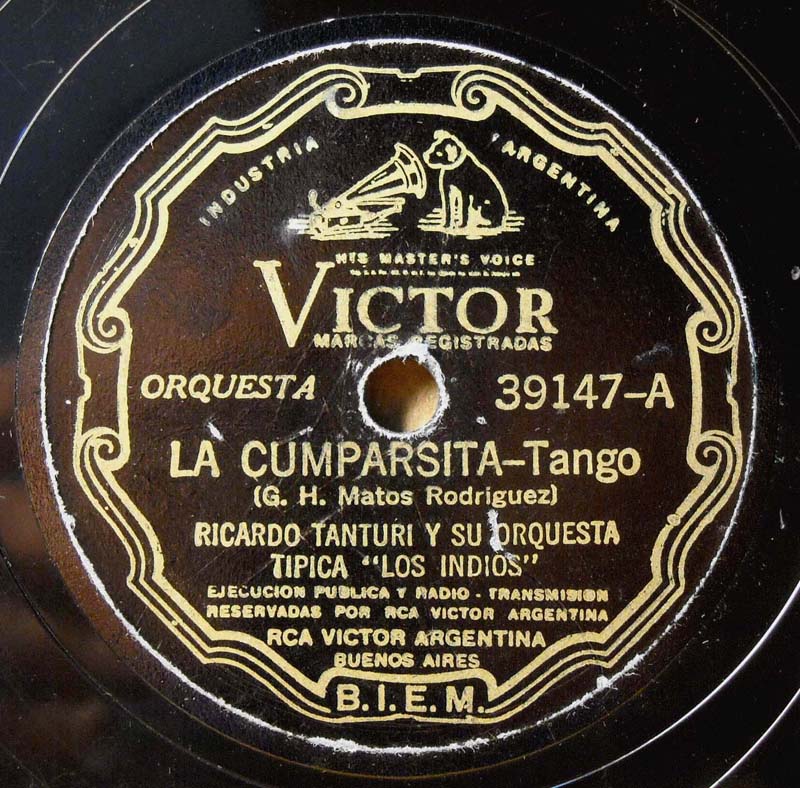 INDUSTRIA ARGENTINA
HIS MASTER'S VOICE
VICTOR
MARCAS REGISTRADAS
ORQUESTA 39147-A
LA CUMPARSITA-Tango
(G. H. Matos Rodriguez)
RICARDO TANTURI Y SU ORQUESTA
TIPICA "LOS INDIOS"
EJECUCION PUBLICA Y RADIO - TRANSMISION
RESERVADAS POR RCA VICTOR ARGENTINA
RCA VICTOR ARGENTINA
BUENOS AIRES
B.I.E.M.